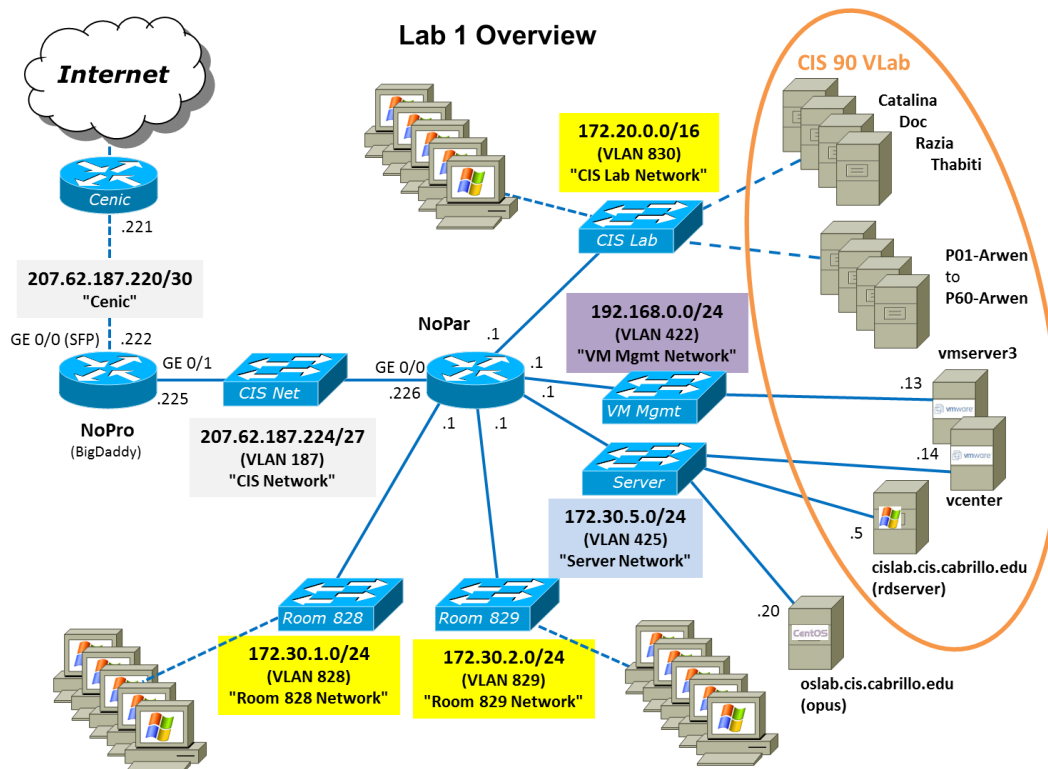 Lab 1 Overview
Internet
CIS 90 VLab
Catalina
Doc
Razia
Thabiti
172.20.0.0/16
(VLAN 830)
"CIS Lab Network"
Cenic
.221
CIS Lab
P01-Arwen
to
P60-Arwen
207.62.187.220/30
"Cenic"
192.168.0.0/24
(VLAN 422)
"VM Mgmt Network"
NoPar
GE 0/0 (SFP)
.222
.1
vmserver3
GE 0/1
GE 0/0
.1
.13
.225
CIS Net
.226
.1
VM Mgmt
vmware
NoPro
(BigDaddy)
.1
.1
207.62.187.224/27
(VLAN 187)
"CIS Network"
.14
vmware
Server
vcenter
172.30.5.0/24
(VLAN 425)
"Server Network"
.5
cislab.cis.cabrillo.edu
(rdserver)
Room 828
Room 829
.20
CentOS
172.30.1.0/24
(VLAN 828)
"Room 828 Network"
172.30.2.0/24
(VLAN 829)
"Room 829 Network"
oslab.cis.cabrillo.edu
(opus)